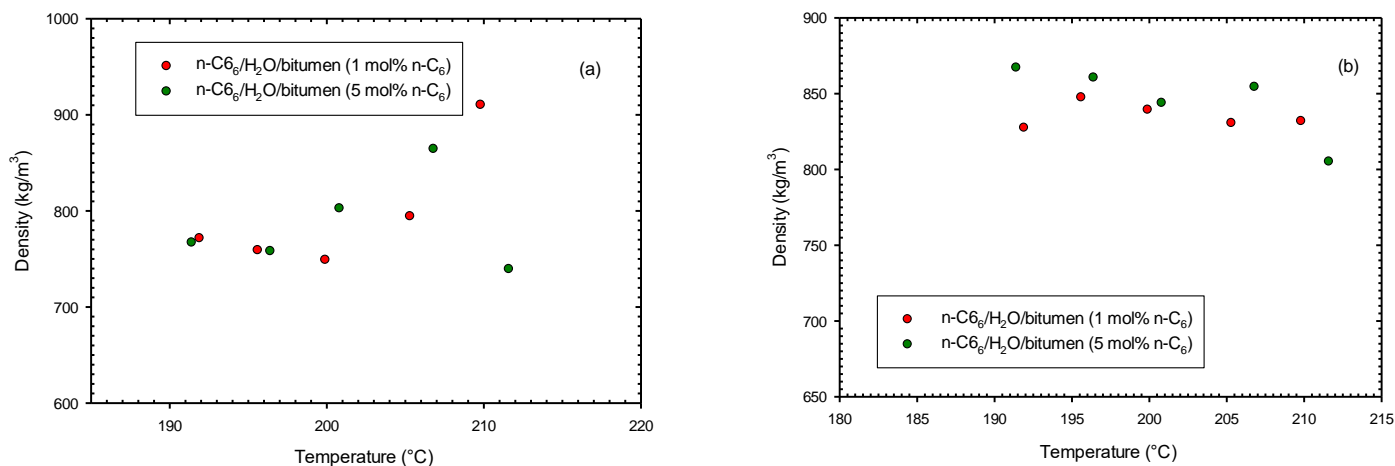 1000
900
800
700
600
Density (kg/m³)
n-C6₆/H₂O/bitumen (1 mol% n-C₆)
n-C6₆/H₂O/bitumen (5 mol% n-C₆)
(a)
190
200
210
220
Temperature (°C)
900
850
800
750
700
650
Density (kg/m³)
(b)
n-C6₆/H₂O/bitumen (1 mol% n-C₆)
n-C6₆/H₂O/bitumen (5 mol% n-C₆)
180
185
190
195
200
205
210
215
Temperature (°C)